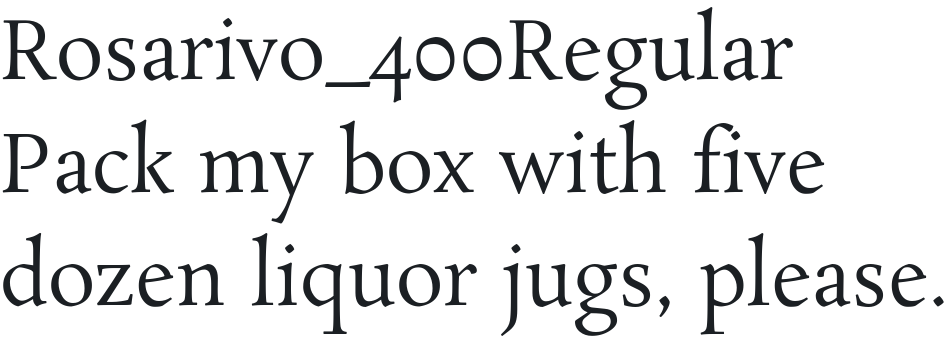 Rosarivo_400Regular
Pack my box with five
dozen liquor jugs, please.